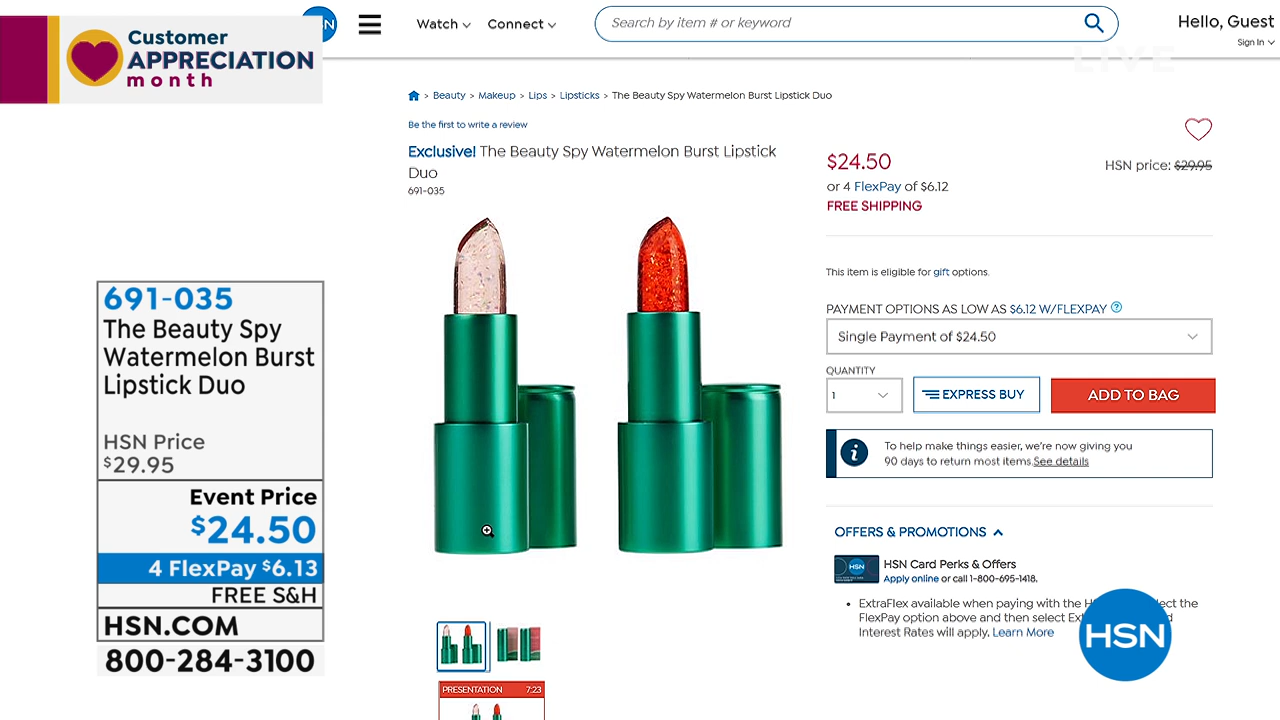 Customer
APPRECIATION
month
HSN
Watch
Connect
Search by item # or keyword
Hello, Guest
Sign In
LIVE
> Beauty > Makeup > Lips > Lipsticks > The Beauty Spy Watermelon Burst Lipstick Duo
Be the first to write a review
Exclusive! The Beauty Spy Watermelon Burst Lipstick
Duo
691-035
$24.50
HSN price: $29.95
or 4 FlexPay of $6.12
FREE SHIPPING
This item is eligible for gift options.
PAYMENT OPTIONS AS LOW AS $6.12 W/FLEXPAY ?
Single Payment of $24.50
QUANTITY
1
EXPRESS BUY
ADD TO BAG
i
To help make things easier, we're now giving you
90 days to return most items.See details
OFFERS & PROMOTIONS
HSN
HSN Card Perks & Offers
Apply online or call 1-800-695-1418.
• ExtraFlex available when paying with the ect the
FlexPay option above and then select
Interest Rates will apply. Learn More
HSN
PRESENTATION 7:23
691-035
The Beauty Spy
Watermelon Burst
Lipstick Duo
HSN Price
$29.95
Event Price
$24.50
4 FlexPay $6.13
FREE S&H
HSN.COM
800-284-3100